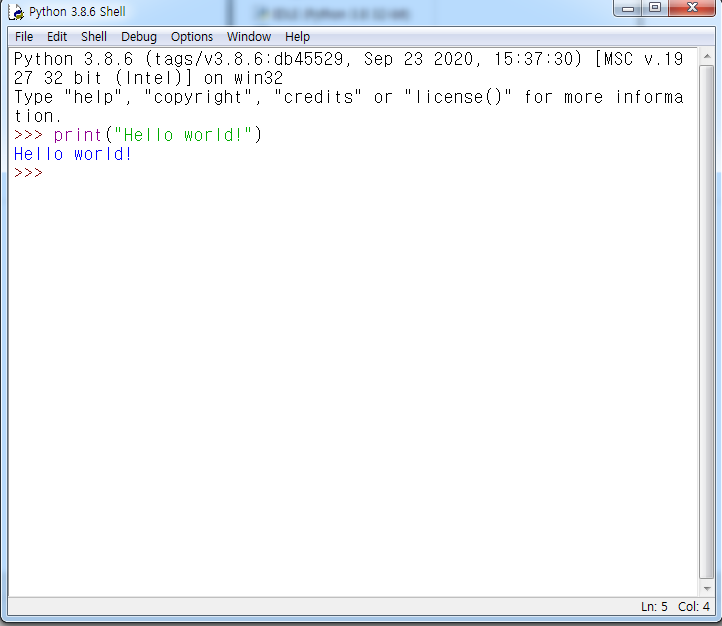 Python 3.8.6 Shell
File Edit Shell Debug Options Window Help
Python 3.8.6 (tags/v3.8.6:db45529, Sep 23 2020, 15:37:30) [MSC v.19
27 32 bit (Intel)] on win32
Type "help", "copyright", "credits" or "license()" for more informa
tion.
>>> print("Hello world!")
Hello world!
>>>
Ln: 5 Col: 4